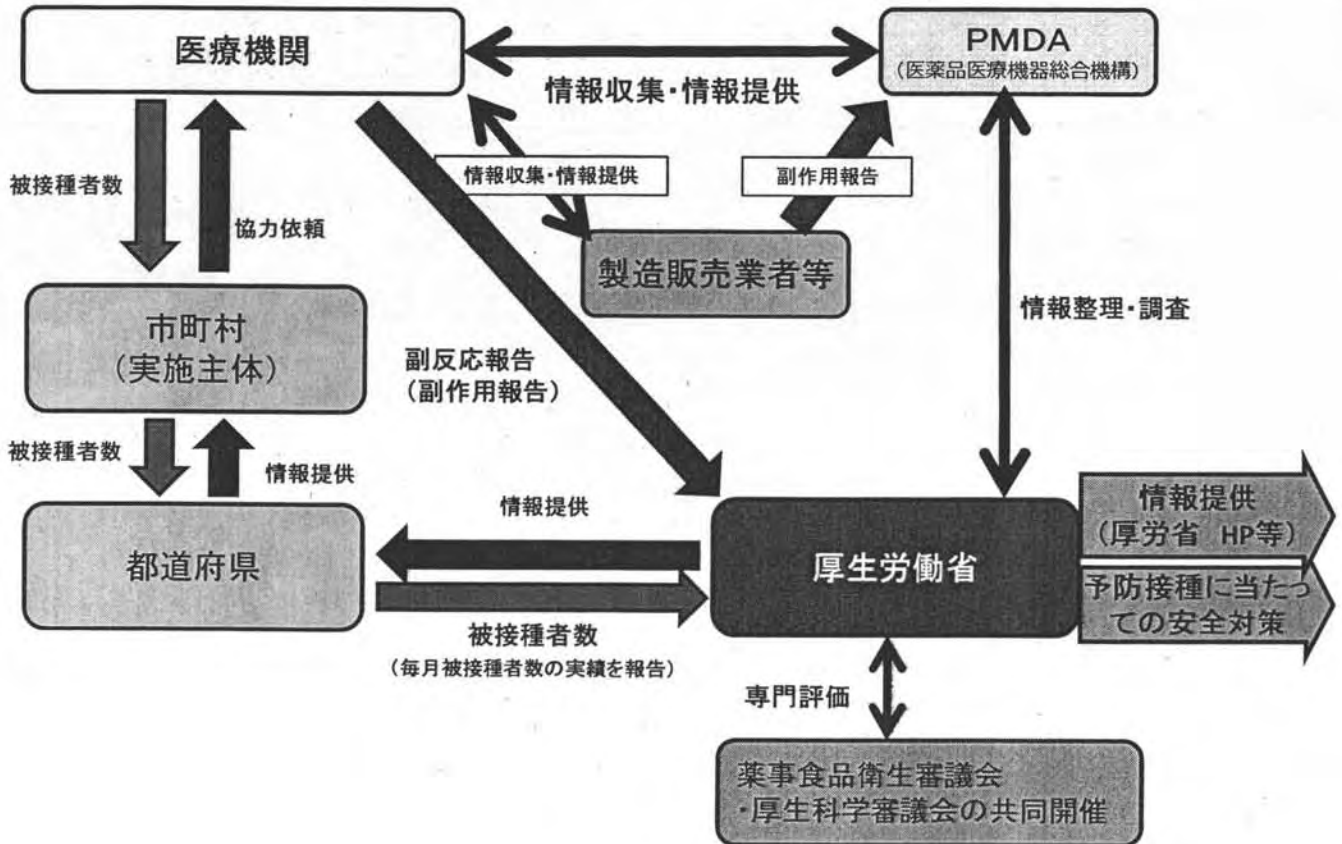 医療機関
PMDA
(医薬品医療機器総合機構)
情報収集・情報提供
情報収集・情報提供
副作用報告
被接種者数
協力依頼
製造販売業者等
市町村
(実施主体)
情報整理・調査
副反応報告
(副作用報告)
被接種者数
情報提供
情報提供
都道府県
厚生労働省
情報提供
(厚労省 HP等)
予防接種に当たっ
ての安全対策
被接種者数
(毎月被接種者数の実績を報告)
専門評価
薬事食品衛生審議会
・厚生科学審議会の共同開催